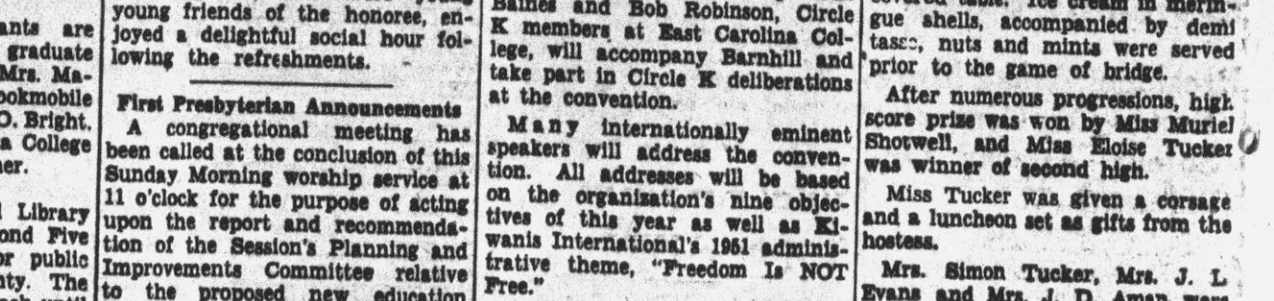 ants are
graduate
Mrs. Ma-
ookmobile
O. Bright.
a College
ner.
Library
ond Five
or public
nty. The
young friends of the honoree, en-
joyed a delightful social hour fol-
lowing the refreshments.
First Presbyterian Announcements
A congregational meeting has
been called at the conclusion of this
Sunday Morning worship service at
11 o'clock for the purpose of acting
upon the report and recommenda-
tion of the Session's Planning and
Improvements Committee relative
to the proposed new education
Baines and Bob Robinson, Circle
K members at East Carolina Col-
lege, will accompany Barnhill and
take part in Circle K deliberations
at the convention.
Many internationally eminent
speakers will address the conven-
tion. All addresses will be based
on the organization's nine objec-
tives of this year as well as Ki-
wanis International's 1951 adminis-
trative theme, "Freedom Is NOT
Free."
covered table. Ice cream in merin-
gue shells, accompanied by demi
tasse, nuts and mints were served
prior to the game of bridge.
After numerous progressions, high
score prize was won by Miss Muriel
Shotwell, and Miss Eloise Tucker
was winner of second high.
Miss Tucker was given a corsage
and a luncheon set as gifts from the
hostess.
Mrs. Simon Tucker, Mrs. J. L
Evans and Mrs. J. D.